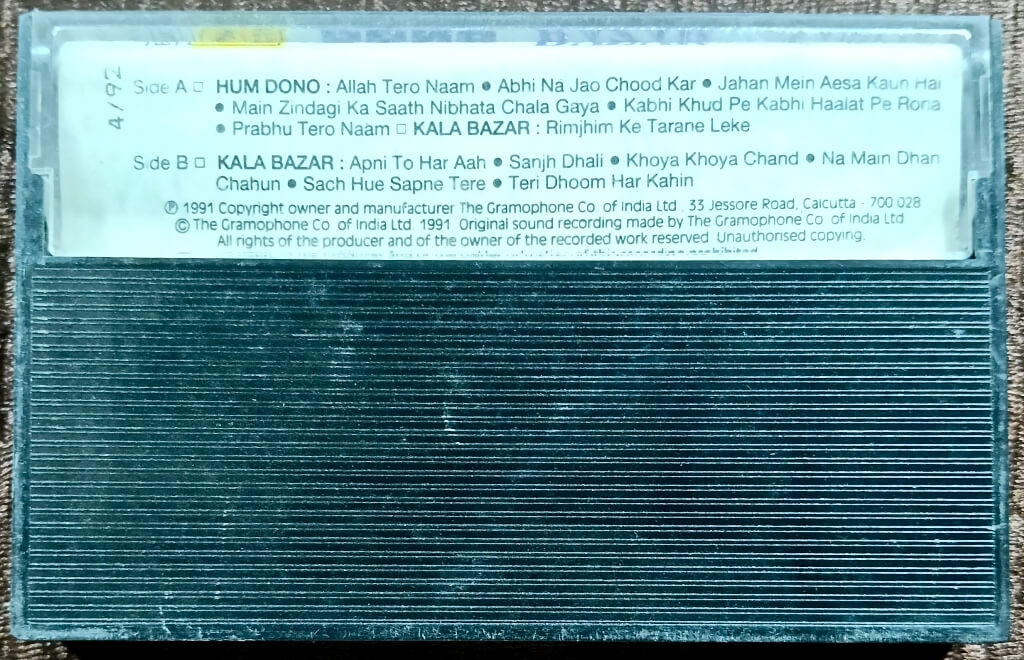 4/92
Side A □ HUM DONO : Allah Tero Naam ● Abhi Na Jao Chood Kar ● Jahan Mein Aesa Kaun Hai
● Main Zindagi Ka Saath Nibhata Chala Gaya ● Kabhi Khud Pe Kabhi Haalat Pe Rona
● Prabhu Tero Naam □ KALA BAZAR : Rimjhim Ke Tarane Leke
Side B □ KALA BAZAR : Apni To Har Aah ● Sanjh Dhali ● Khoya Khoya Chand ● Na Main Dhan
Chahun ● Sach Hue Sapne Tere ● Teri Dhoom Har Kahin
℗ 1991 Copyright owner and manufacturer The Gramophone Co. of India Ltd., 33 Jessore Road, Calcutta - 700 028
© The Gramophone Co. of India Ltd. 1991. Original sound recording made by The Gramophone Co. of India Ltd.
All rights of the producer and of the owner of the recorded work reserved. Unauthorised copying,
of this recording prohibited